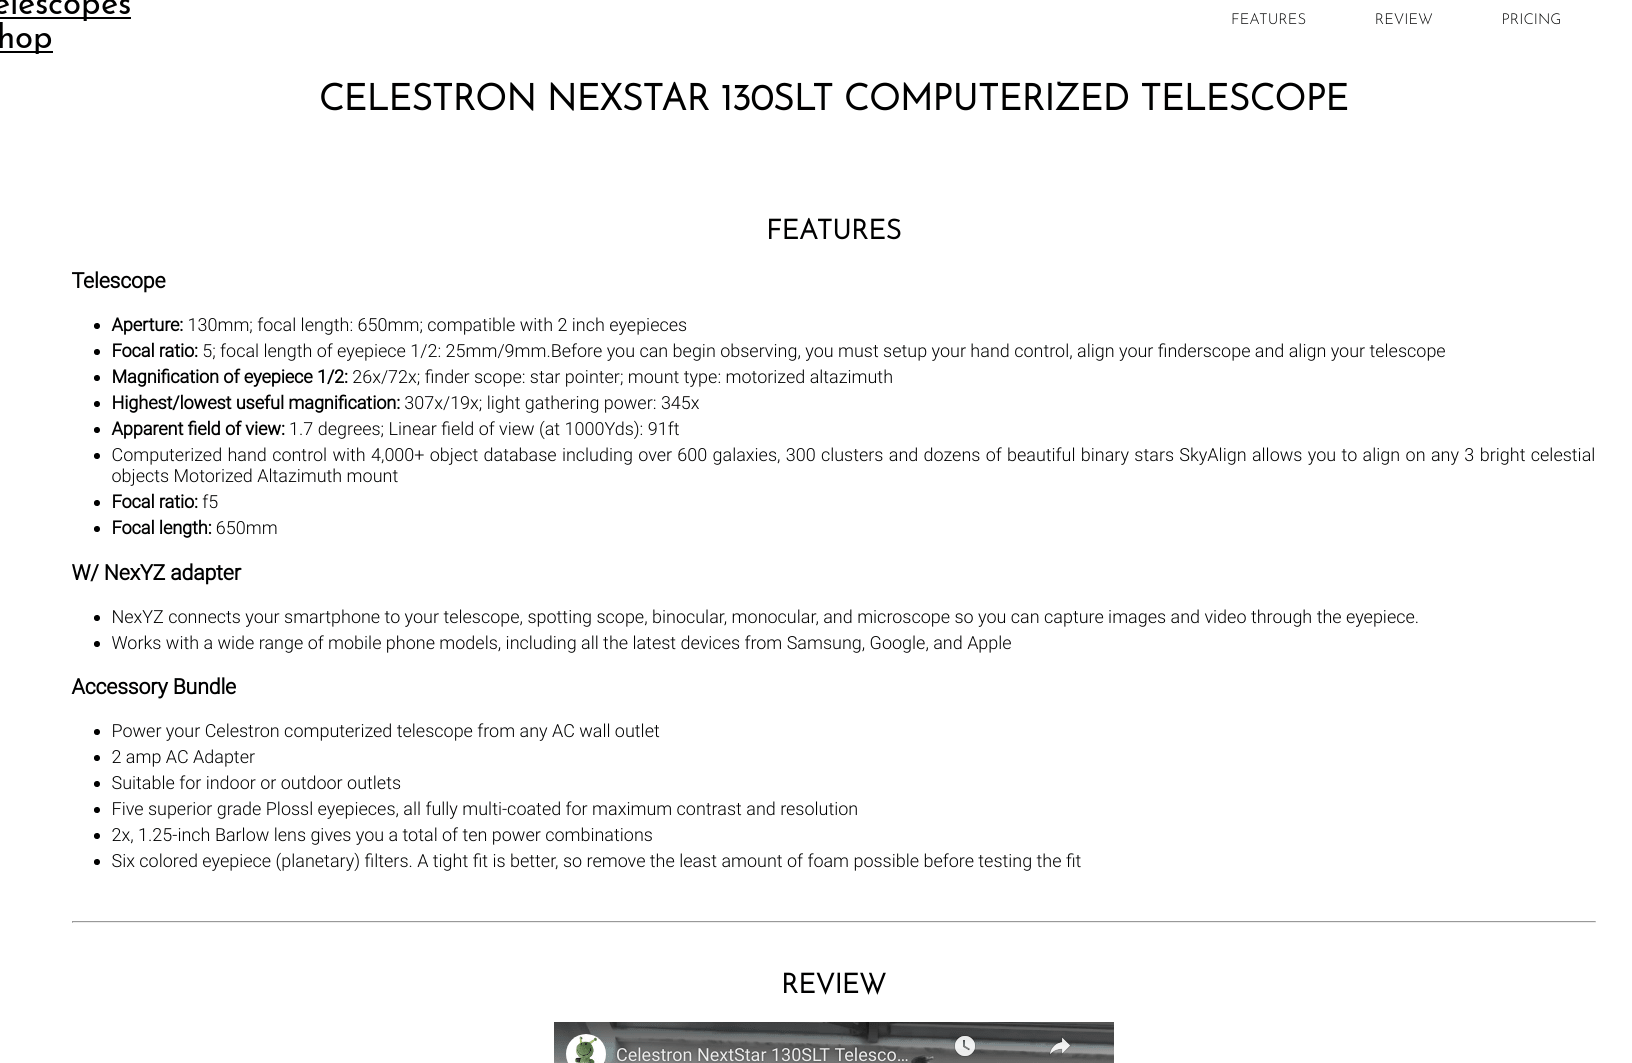 elescopes
hop
FEATURES REVIEW PRICING
CELESTRON NEXSTAR 130SLT COMPUTERIZED TELESCOPE
FEATURES
Telescope
Aperture: 130mm; focal length: 650mm; compatible with 2 inch eyepieces
Focal ratio: 5; focal length of eyepiece 1/2: 25mm/9mm.Before you can begin observing, you must setup your hand control, align your finderscope and align your telescope
Magnification of eyepiece 1/2: 26x/72x; finder scope: star pointer; mount type: motorized altazimuth
Highest/lowest useful magnification: 307x/19x; light gathering power: 345x
Apparent field of view: 1.7 degrees; Linear field of view (at 1000Yds): 91ft
Computerized hand control with 4,000+ object database including over 600 galaxies, 300 clusters and dozens of beautiful binary stars SkyAlign allows you to align on any 3 bright celestial
objects Motorized Altazimuth mount
Focal ratio: f5
Focal length: 650mm
W/ NexYZ adapter
NexYZ connects your smartphone to your telescope, spotting scope, binocular, monocular, and microscope so you can capture images and video through the eyepiece.
Works with a wide range of mobile phone models, including all the latest devices from Samsung, Google, and Apple
Accessory Bundle
Power your Celestron computerized telescope from any AC wall outlet
2 amp AC Adapter
Suitable for indoor or outdoor outlets
Five superior grade Plossl eyepieces, all fully multi-coated for maximum contrast and resolution
2x, 1.25-inch Barlow lens gives you a total of ten power combinations
Six colored eyepiece (planetary) filters. A tight fit is better, so remove the least amount of foam possible before testing the fit
REVIEW
Celestron NextStar 130SLT Telesco...